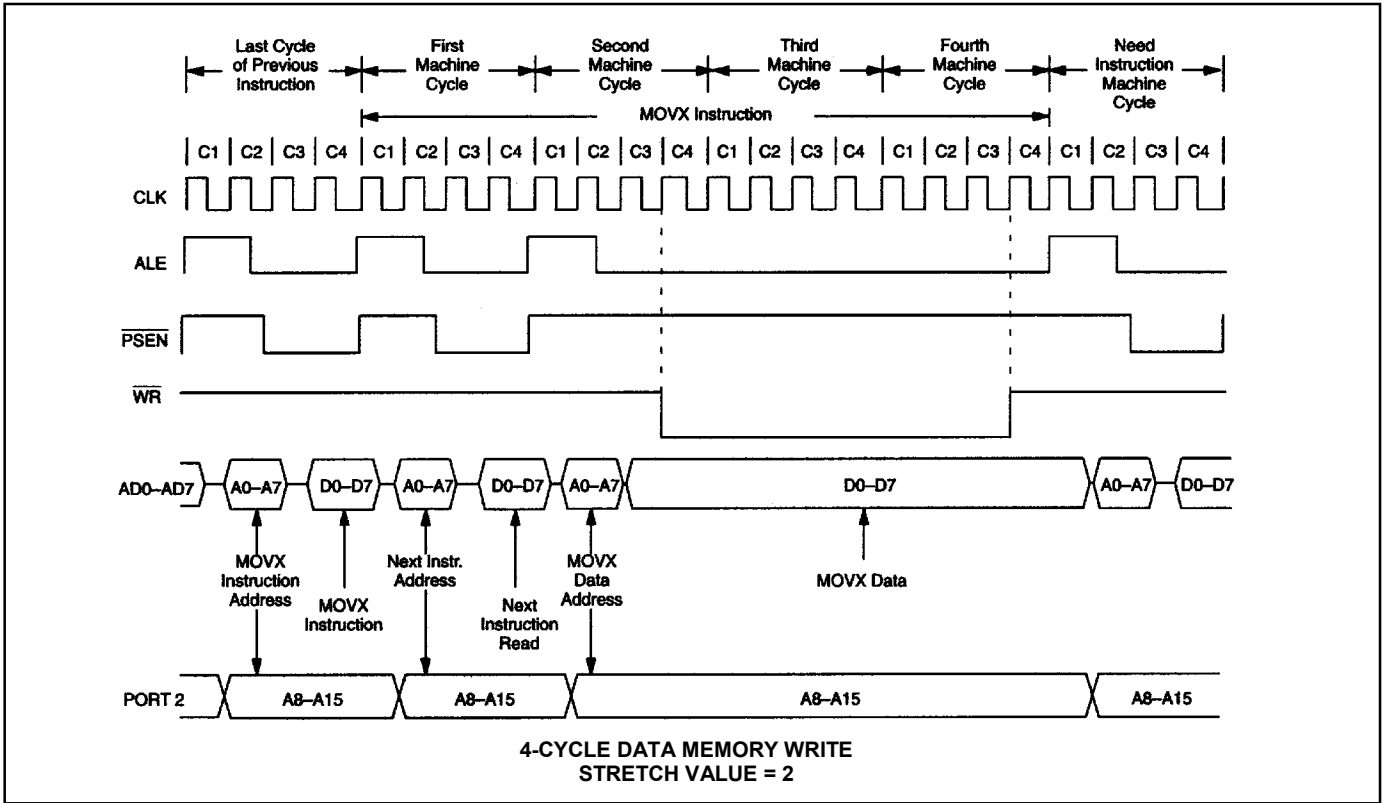 Last Cycle
of Previous
Instruction
First
Machine
Cycle
Second
Machine
Cycle
Third
Machine
Cycle
Fourth
Machine
Cycle
Need
Instruction
Machine
Cycle
MOVX Instruction
C1 C2 C3 C4 C1 C2 C3 C4 C1 C2 C3 C4 C1 C2 C3 C4 C1 C2 C3 C4 C1 C2 C3 C4
CLK
ALE
PSEN
WR
AD0–AD7 A0–A7 D0–D7 A0–A7 D0–D7 A0–A7 D0–D7 A0–A7 D0–D7
MOVX
Instruction
Address
MOVX
Instruction
Next Instr.
Address
Next
Instruction
Read
MOVX
Data
Address
MOVX Data
PORT 2 A8–A15 A8–A15 A8–A15 A8–A15
4-CYCLE DATA MEMORY WRITE
STRETCH VALUE = 2